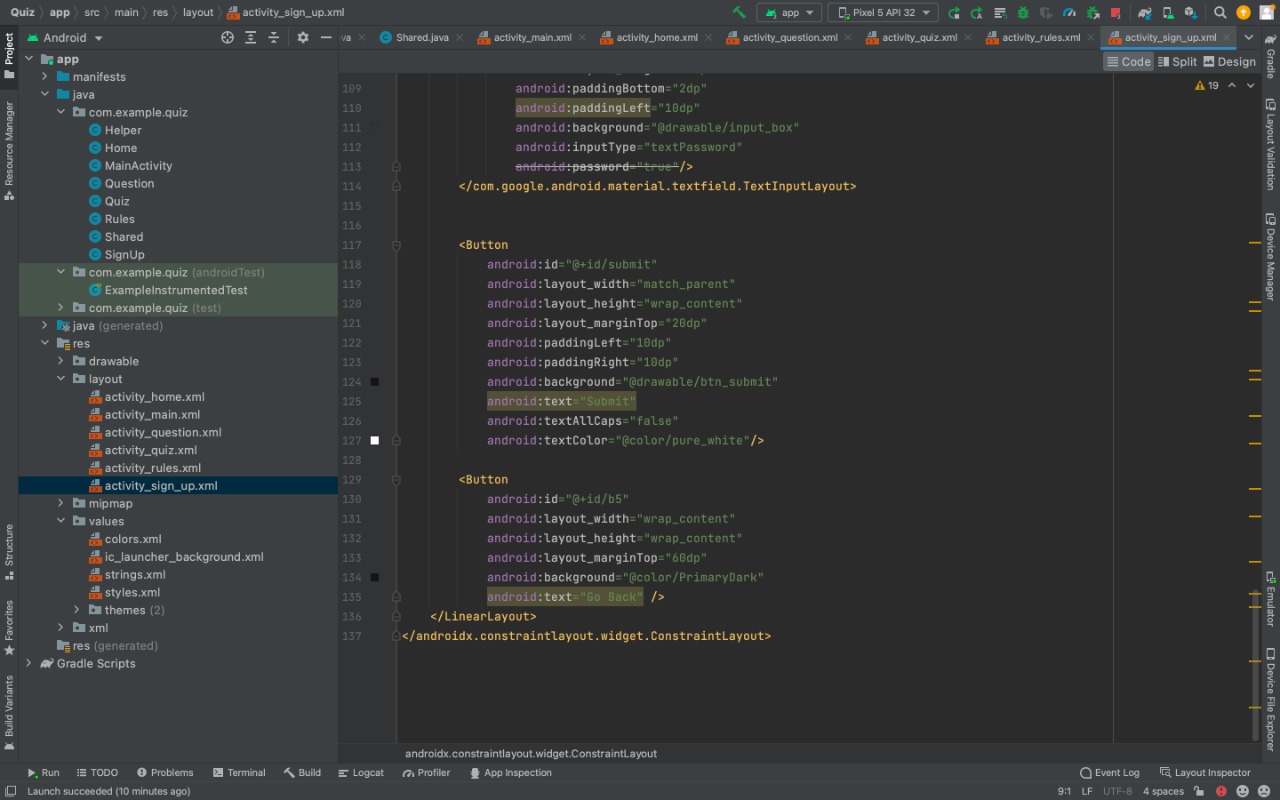 Quiz app src main res layout activity_sign_up.xml app Pixel 5 API 32
Android va Shared.java activity_main.xml activity_home.xml activity_question.xml activity_quiz.xml activity_rules.xml activity_sign_up.xml
Code Split Design
19
Project
Resource Manager
Structure
Favorites
Build Variants
app
manifests
java
com.example.quiz
Helper
Home
MainActivity
Question
Quiz
Rules
Shared
SignUp
com.example.quiz (androidTest)
ExampleInstrumentedTest
com.example.quiz (test)
java (generated)
res
drawable
layout
activity_home.xml
activity_main.xml
activity_question.xml
activity_quiz.xml
activity_rules.xml
activity_sign_up.xml
mipmap
values
colors.xml
ic_launcher_background.xml
strings.xml
styles.xml
themes (2)
xml
res (generated)
Gradle Scripts
109 android:paddingBottom="2dp"
110 android:paddingLeft="10dp"
111 android:background="@drawable/input_box"
112 android:inputType="textPassword"
113 android:password="true"/>
114 </com.google.android.material.textfield.TextInputLayout>
115
116
117 <Button
118 android:id="@+id/submit"
119 android:layout_width="match_parent"
120 android:layout_height="wrap_content"
121 android:layout_marginTop="20dp"
122 android:paddingLeft="10dp"
123 android:paddingRight="10dp"
124 android:background="@drawable/btn_submit"
125 android:text="Submit"
126 android:textAllCaps="false"
127 android:textColor="@color/pure_white"/>
128
129 <Button
130 android:id="@+id/b5"
131 android:layout_width="wrap_content"
132 android:layout_height="wrap_content"
133 android:layout_marginTop="60dp"
134 android:background="@color/PrimaryDark"
135 android:text="Go Back" />
136 </LinearLayout>
137 </androidx.constraintlayout.widget.ConstraintLayout>
androidx.constraintlayout.widget.ConstraintLayout
Gradle
Layout Validation
Device Manager
Emulator
Device File Explorer
Run TODO Problems Terminal Build Logcat Profiler App Inspection Event Log Layout Inspector
Launch succeeded (10 minutes ago) 9:1 LF UTF-8 4 spaces